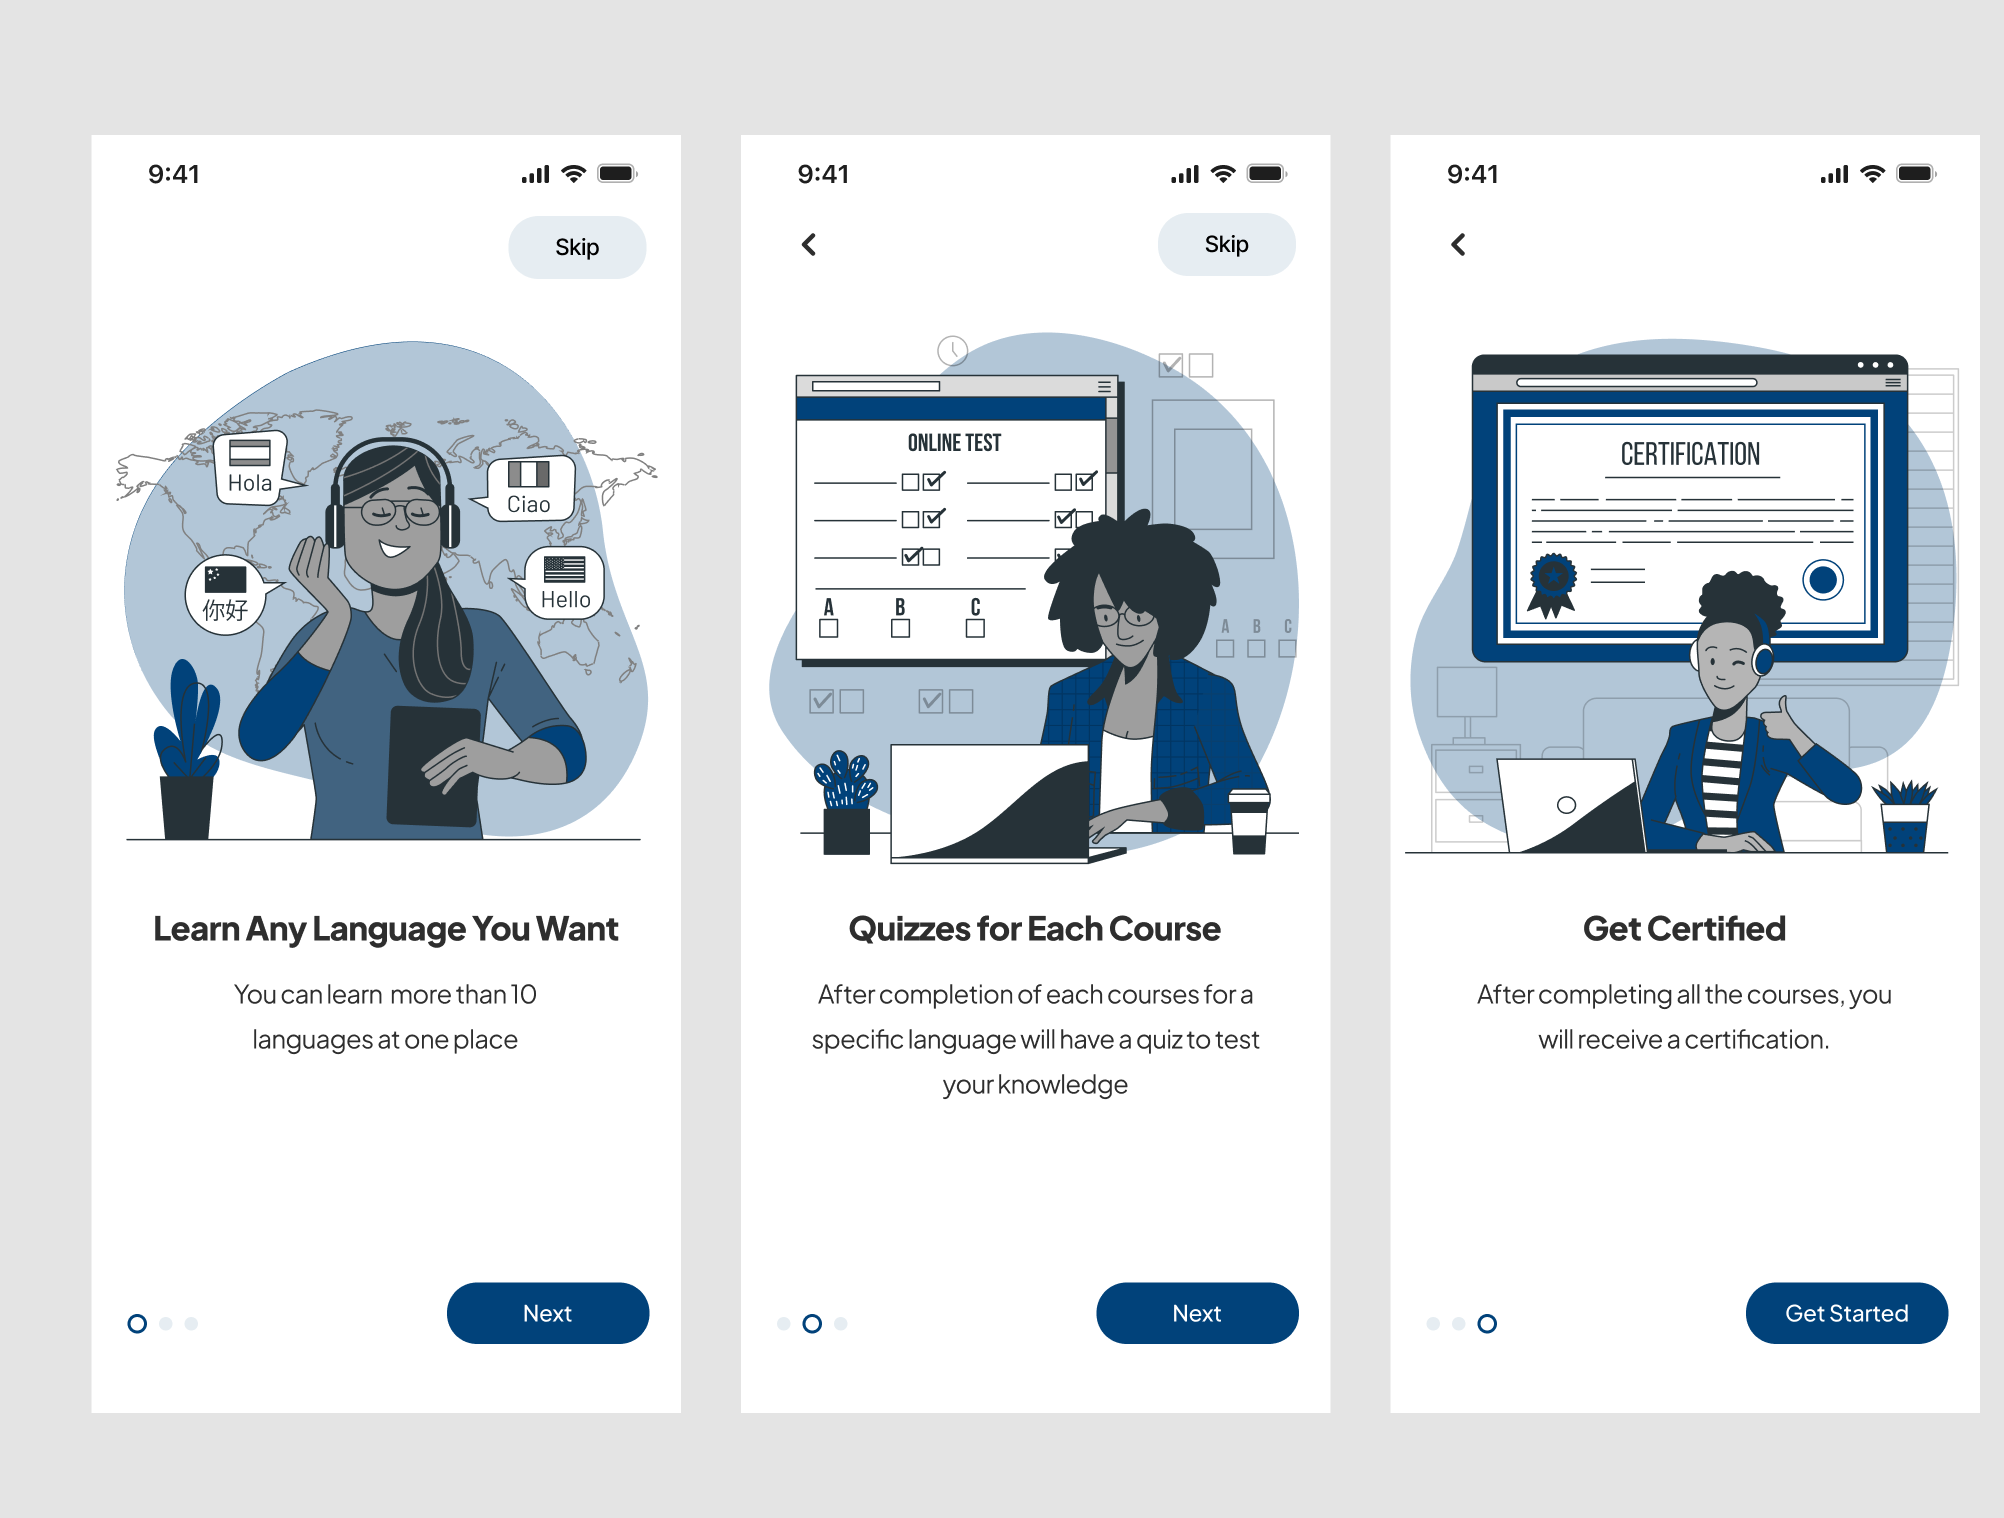 9:41
Skip
Hola
Ciao
你好
Hello
Learn Any Language You Want
You can learn more than 10
languages at one place
Next
9:41
Skip
ONLINE TEST
A B C
A B C
Quizzes for Each Course
After completion of each courses for a
specific language will have a quiz to test
your knowledge
Next
9:41
CERTIFICATION
Get Certified
After completing all the courses, you
will receive a certification.
Get Started